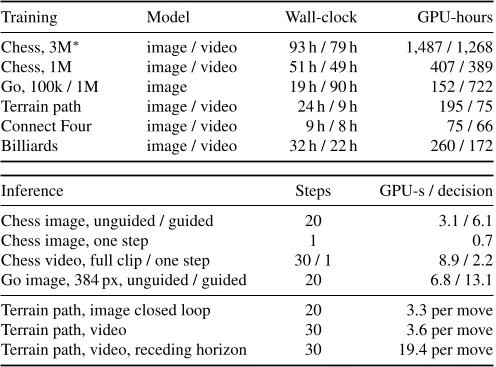 Training Model Wall-clock GPU-hours
Chess, 3M* image / video 93 h / 79 h 1,487 / 1,268
Chess, 1M image / video 51 h / 49 h 407 / 389
Go, 100k / 1M image 19 h / 90 h 152 / 722
Terrain path image / video 24 h / 9 h 195 / 75
Connect Four image / video 9 h / 8 h 75 / 66
Billiards image / video 32 h / 22 h 260 / 172
Inference Steps GPU-s / decision
Chess image, unguided / guided 20 3.1 / 6.1
Chess image, one step 1 0.7
Chess video, full clip / one step 30 / 1 8.9 / 2.2
Go image, 384 px, unguided / guided 20 6.8 / 13.1
Terrain path, image closed loop 20 3.3 per move
Terrain path, video 30 3.6 per move
Terrain path, video, receding horizon 30 19.4 per move